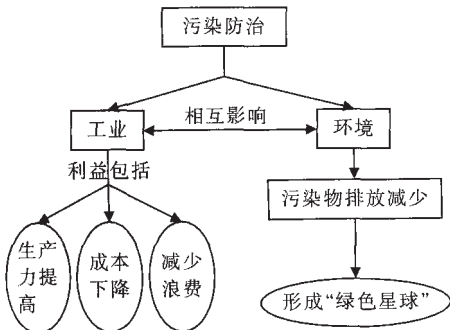 污染防治
相互影响
工业
环境
利益包括
污染物排放减少
生产
力提
高
成本
下降
减少
浪费
形成“绿色星球”